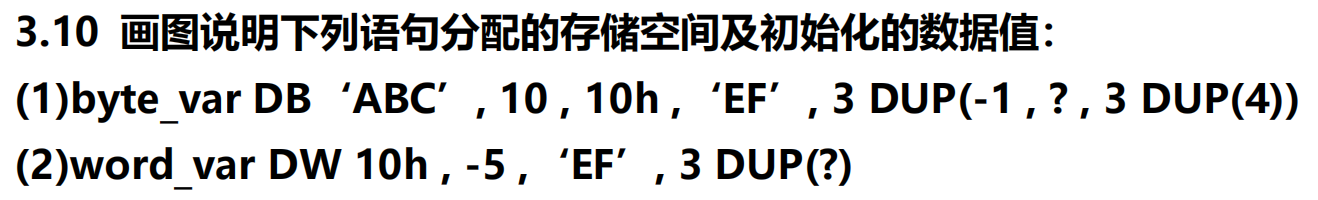 3.10 画图说明下列语句分配的存储空间及初始化的数据值：
(1)byte_var DB ‘ABC’, 10 , 10h , ‘EF’, 3 DUP(-1 , ? , 3 DUP(4))
(2)word_var DW 10h , -5 , ‘EF’, 3 DUP(?)